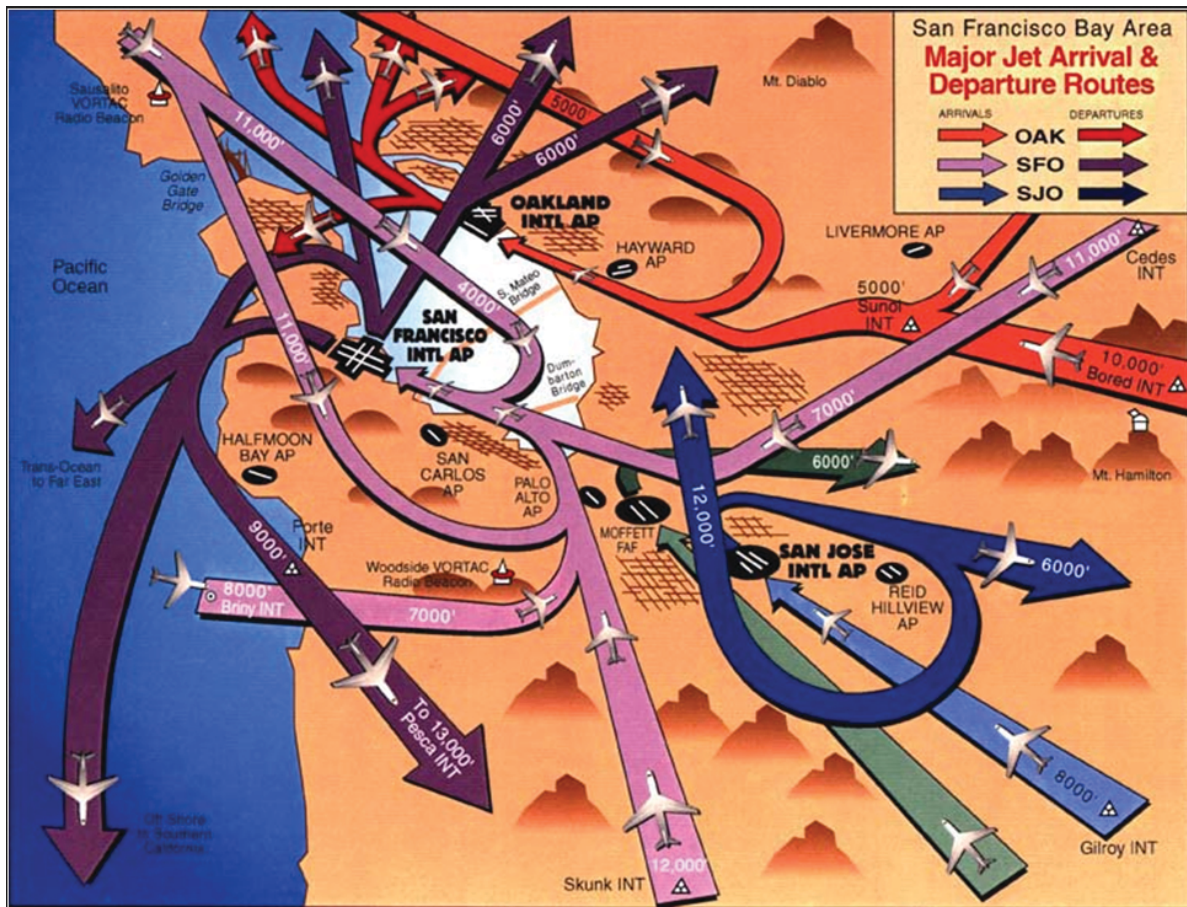 San Francisco Bay Area
Major Jet Arrival &
Departure Routes
ARRIVALS
DEPARTURES
OAK
SFO
SJO
Mt. Diablo
Sausalito
VORTAC
Radio Beacon
11,000'
6000'
6000'
5000'
Golden
Gate
Bridge
OAKLAND
INTL AP
HAYWARD
AP
LIVERMORE AP
11,000'
Cedes
INT
Pacific
Ocean
4000'
S. Mateo
Bridge
5000'
Sunol
INT
11,000'
SAN
FRANCISCO
INTL AP
Dum-
barton
Bridge
10,000'
Bored INT
7000'
HALFMOON
BAY AP
SAN
CARLOS
AP
Trans-Ocean
to Far East
PALO
ALTO
AP
6000'
Mt. Hamilton
12,000'
9000'
Porte
INT
MOFFETT
FAF
SAN JOSE
INTL AP
6000'
Woodside VORTAC
Radio Beacon
REID
HILLVIEW
AP
8000'
Briny INT
7000'
To 13,000'
Pesca INT
8000'
Off Shore
to Southern
California
12,000'
Skunk INT
Gilroy INT